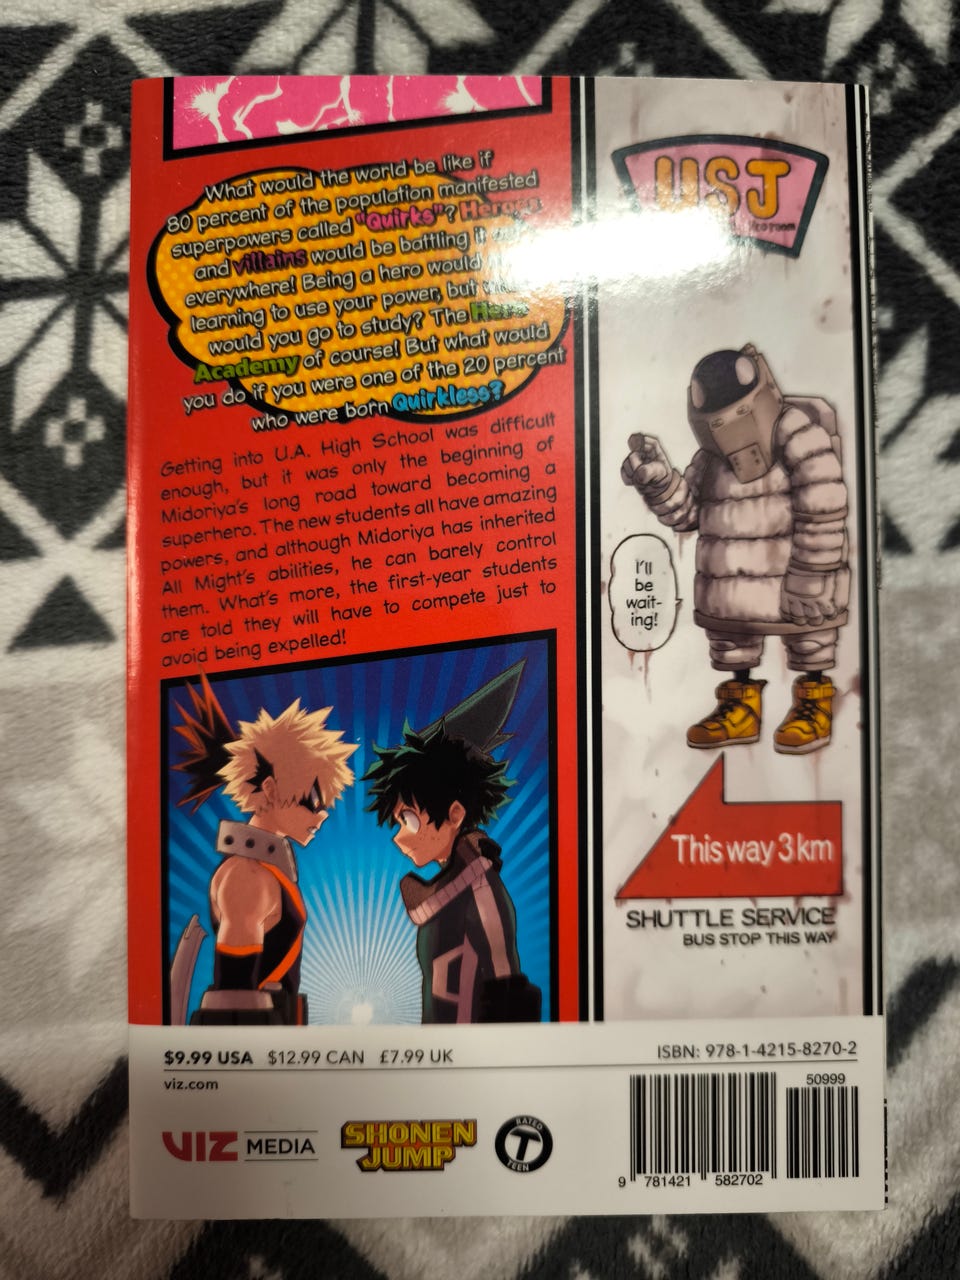 What would the world be like if
80 percent of the population manifested
superpowers called "Quirks"? Heroes
and villains would be battling it
everywhere! Being a hero would
learning to use your power, but
would you go to study? The Hero
Academy of course! But what would
you do if you were one of the 20 percent
who were born Quirkless?
Getting into U.A. High School was difficult
enough, but it was only the beginning of
Midoriya's long road toward becoming a
superhero. The new students all have amazing
powers, and although Midoriya has inherited
All Might's abilities, he can barely control
them. What's more, the first-year students
are told they will have to compete just to
avoid being expelled!
USJ
I'll
be
wait-
ing!
This way 3 km
SHUTTLE SERVICE
BUS STOP THIS WAY
$9.99 USA $12.99 CAN £7.99 UK
viz.com
VIZ MEDIA
SHONEN
JUMP
RATED
T
TEEN
ISBN: 978-1-4215-8270-2
50999
9 781421 582702